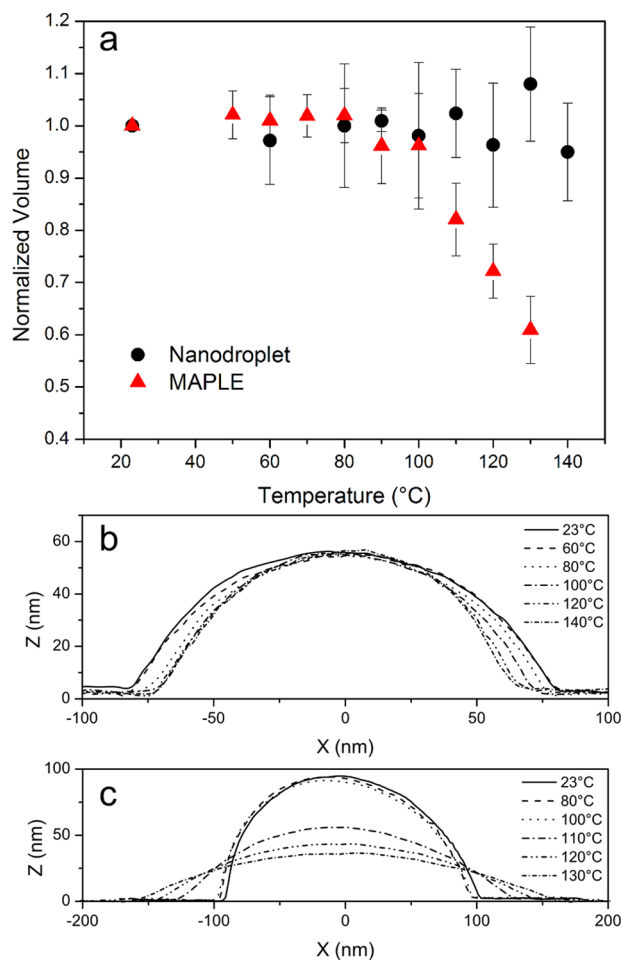 a
1.2
1.1
1.0
0.9
0.8
0.7
0.6
0.5
0.4
Normalized Volume
Nanodroplet
MAPLE
20 40 60 80 100 120 140
Temperature (°C)
b
60
40
20
0
Z (nm)
23°C
60°C
80°C
100°C
120°C
140°C
-100 -50 0 50 100
X (nm)
c
100
75
50
25
0
Z (nm)
23°C
80°C
100°C
110°C
120°C
130°C
-200 -100 0 100 200
X (nm)